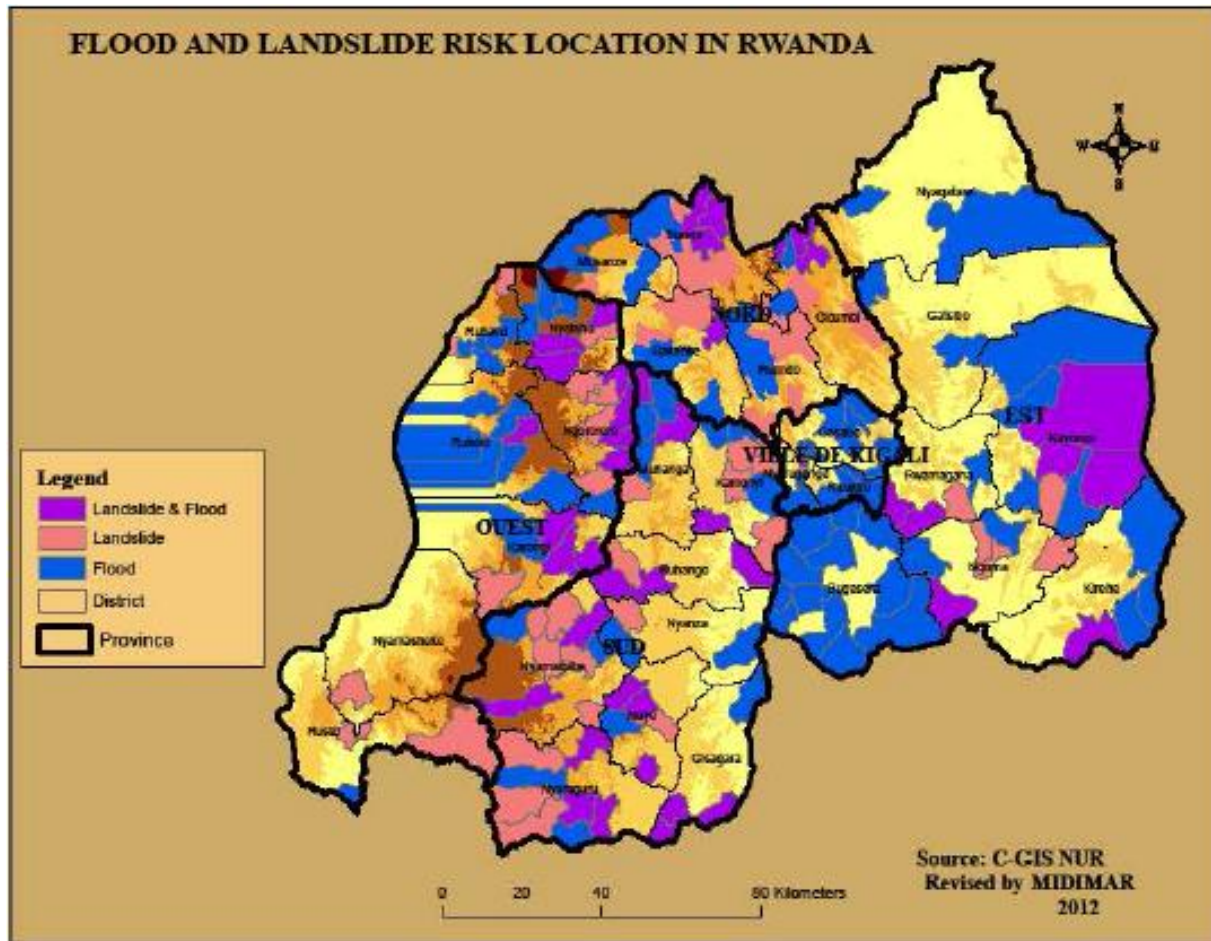 FLOOD AND LANDSLIDE RISK LOCATION IN RWANDA
N
W
S
Nyagatare
Burera
Musanze
Gicumbi
NORD
Gatsibo
Rubavu
Nyabihu
Gakenke
Rulindo
EST
Kayonza
Ngororero
Rutsiro
Gasabo
VILLE DE KIGALI
Muhanga
Kamonyi
Rwamagana
Legend
Landslide & Flood
Landslide
Flood
District
Province
OUEST
Karongi
Ruhango
Bugesera
Ngoma
Kirehe
Nyamasheke
Nyanza
SUD
Nyamagabe
Huye
Rusizi
Gisagara
Nyaruguru
Source: C-GIS NUR
Revised by MIDIMAR
2012
0 20 40 80 Kilometers